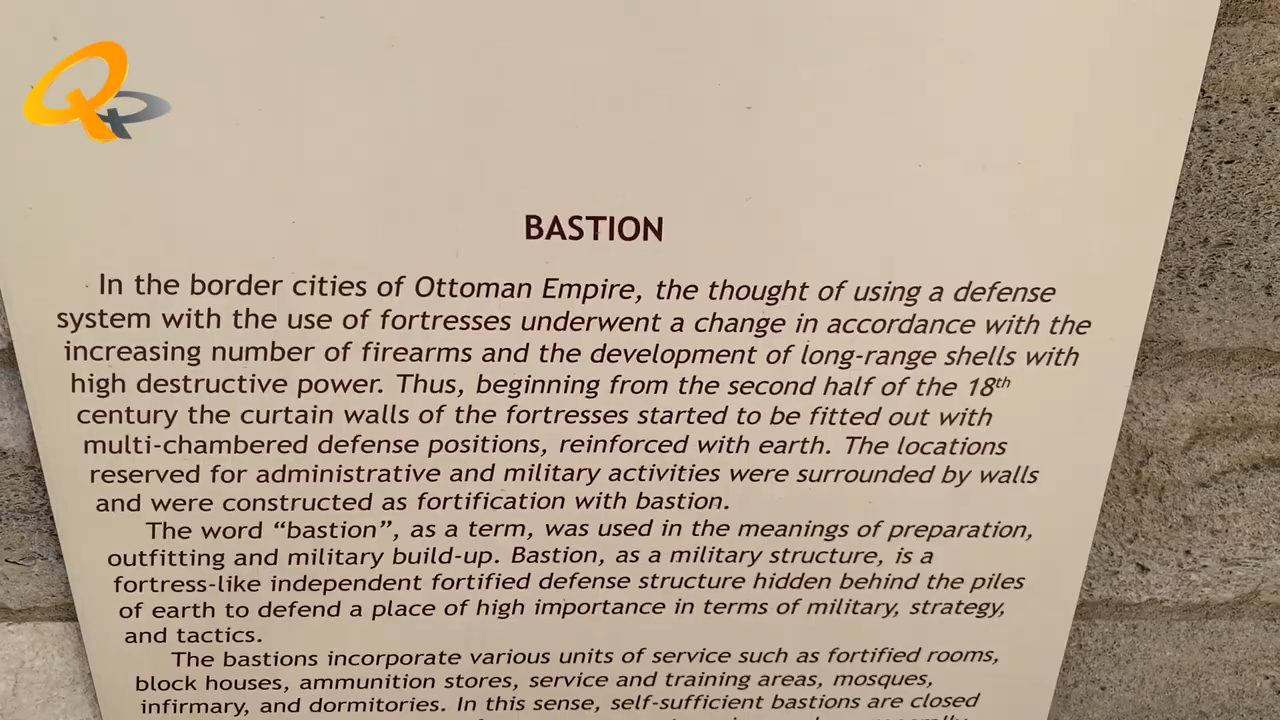 BASTION
In the border cities of Ottoman Empire, the thought of using a defense
system with the use of fortresses underwent a change in accordance with the
increasing number of firearms and the development of long-range shells with
high destructive power. Thus, beginning from the second half of the 18th
century the curtain walls of the fortresses started to be fitted out with
multi-chambered defense positions, reinforced with earth. The locations
reserved for administrative and military activities were surrounded by walls
and were constructed as fortification with bastion.
The word “bastion”, as a term, was used in the meanings of preparation,
outfitting and military build-up. Bastion, as a military structure, is a
fortress-like independent fortified defense structure hidden behind the piles
of earth to defend a place of high importance in terms of military, strategy,
and tactics.
The bastions incorporate various units of service such as fortified rooms,
block houses, ammunition stores, service and training areas, mosques,
infirmary, and dormitories. In this sense, self-sufficient bastions are closed